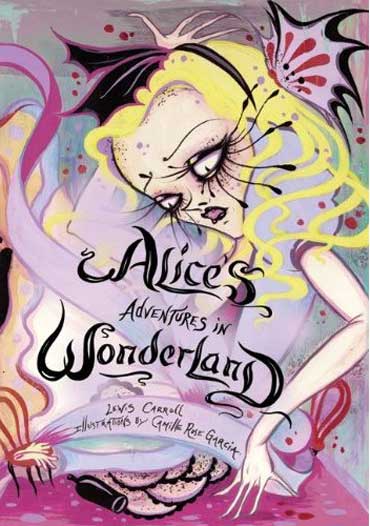 Alice's
Adventures in
Wonderland
Lewis Carroll
Illustrations by Camille Rose Garcia